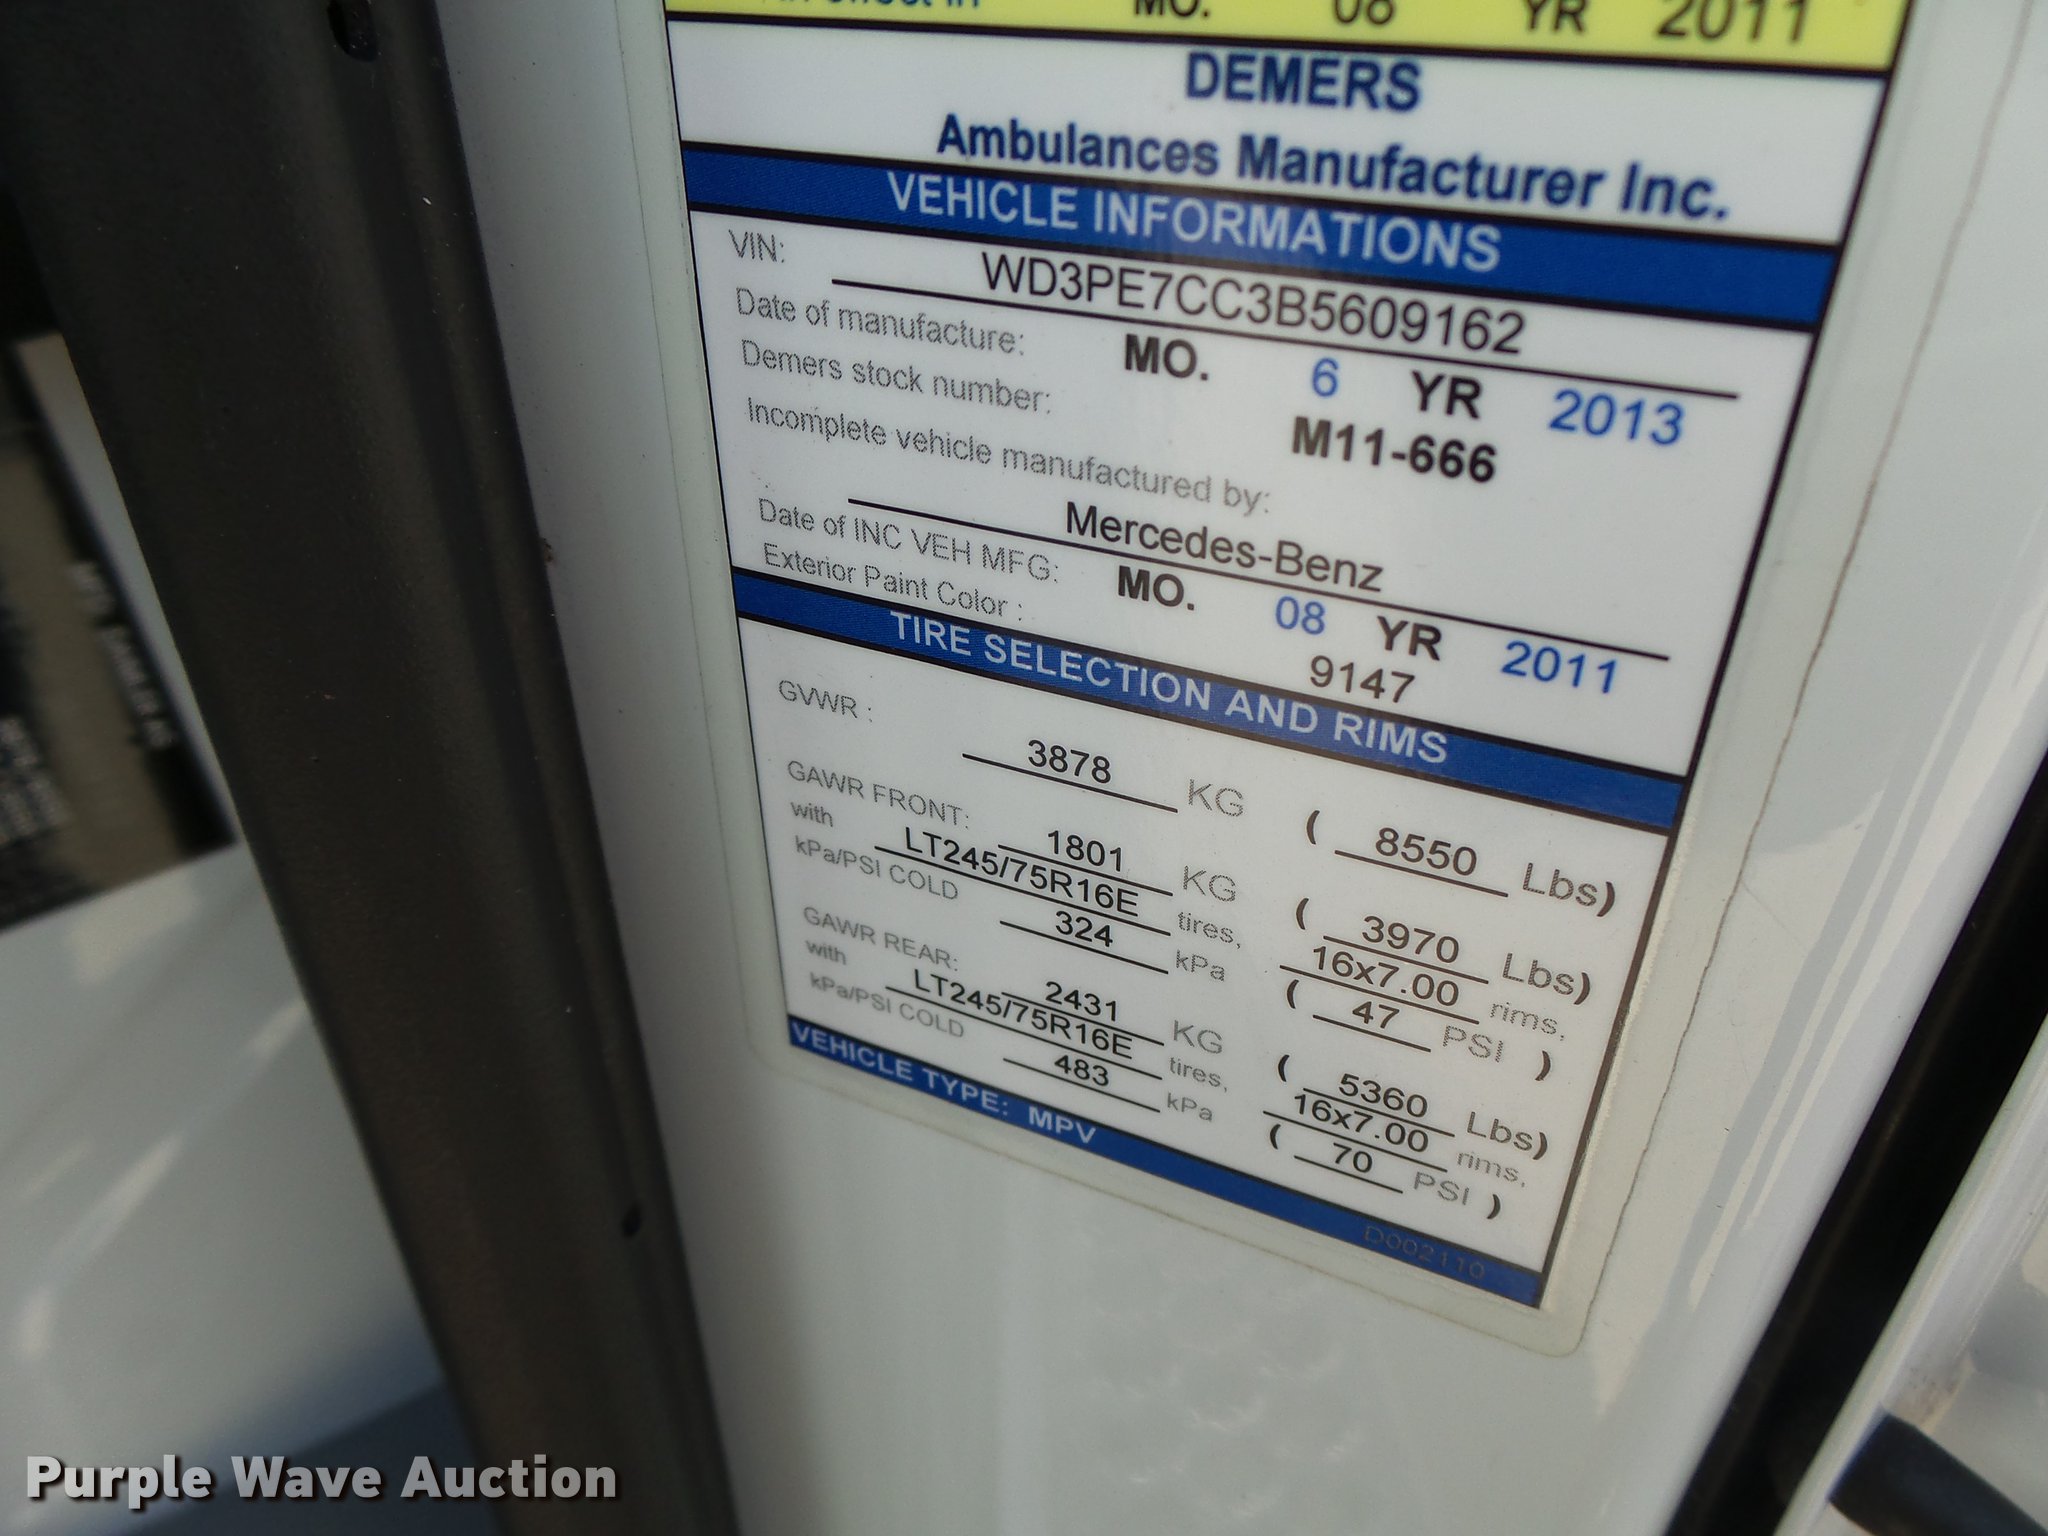 MO. 08 YR 2011
DEMERS
Ambulances Manufacturer Inc.
VEHICLE INFORMATIONS
VIN: WD3PE7CC3B5609162
Date of manufacture: MO. 6 YR 2013
Demers stock number: M11-666
Incomplete vehicle manufactured by:
Mercedes-Benz
Date of INC VEH MFG: MO. 08 YR 2011
Exterior Paint Color : 9147
TIRE SELECTION AND RIMS
GVWR : 3878 KG ( 8550 Lbs)
GAWR FRONT: 1801 KG ( 3970 Lbs)
with LT245/75R16E tires, 16x7.00 rims,
kPa/PSI COLD 324 kPa ( 47 PSI )
GAWR REAR: 2431 KG ( 5360 Lbs)
with LT245/75R16E tires, 16x7.00 rims,
kPa/PSI COLD 483 kPa ( 70 PSI )
VEHICLE TYPE: MPV
D002110
Purple Wave Auction